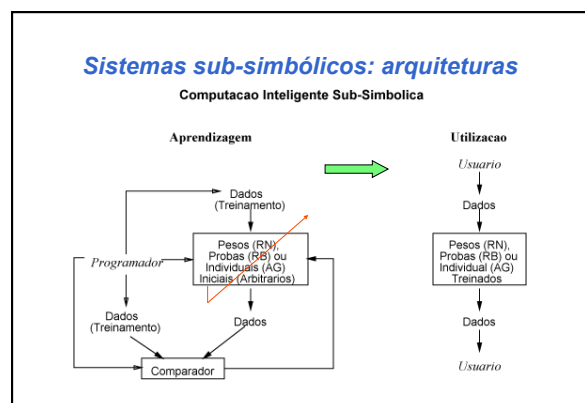 Sistemas sub-simbólicos: arquiteturas
Computacao Inteligente Sub-Simbolica
Aprendizagem
Utilizacao
Usuario
Dados
(Treinamento)
Dados
Pesos (RN),
Probas (RB) ou
Individuais (AG)
Iniciais (Arbitrarios)
Pesos (RN),
Probas (RB) ou
Individual (AG)
Treinados
Programador
Dados
(Treinamento)
Dados
Dados
Comparador
Usuario